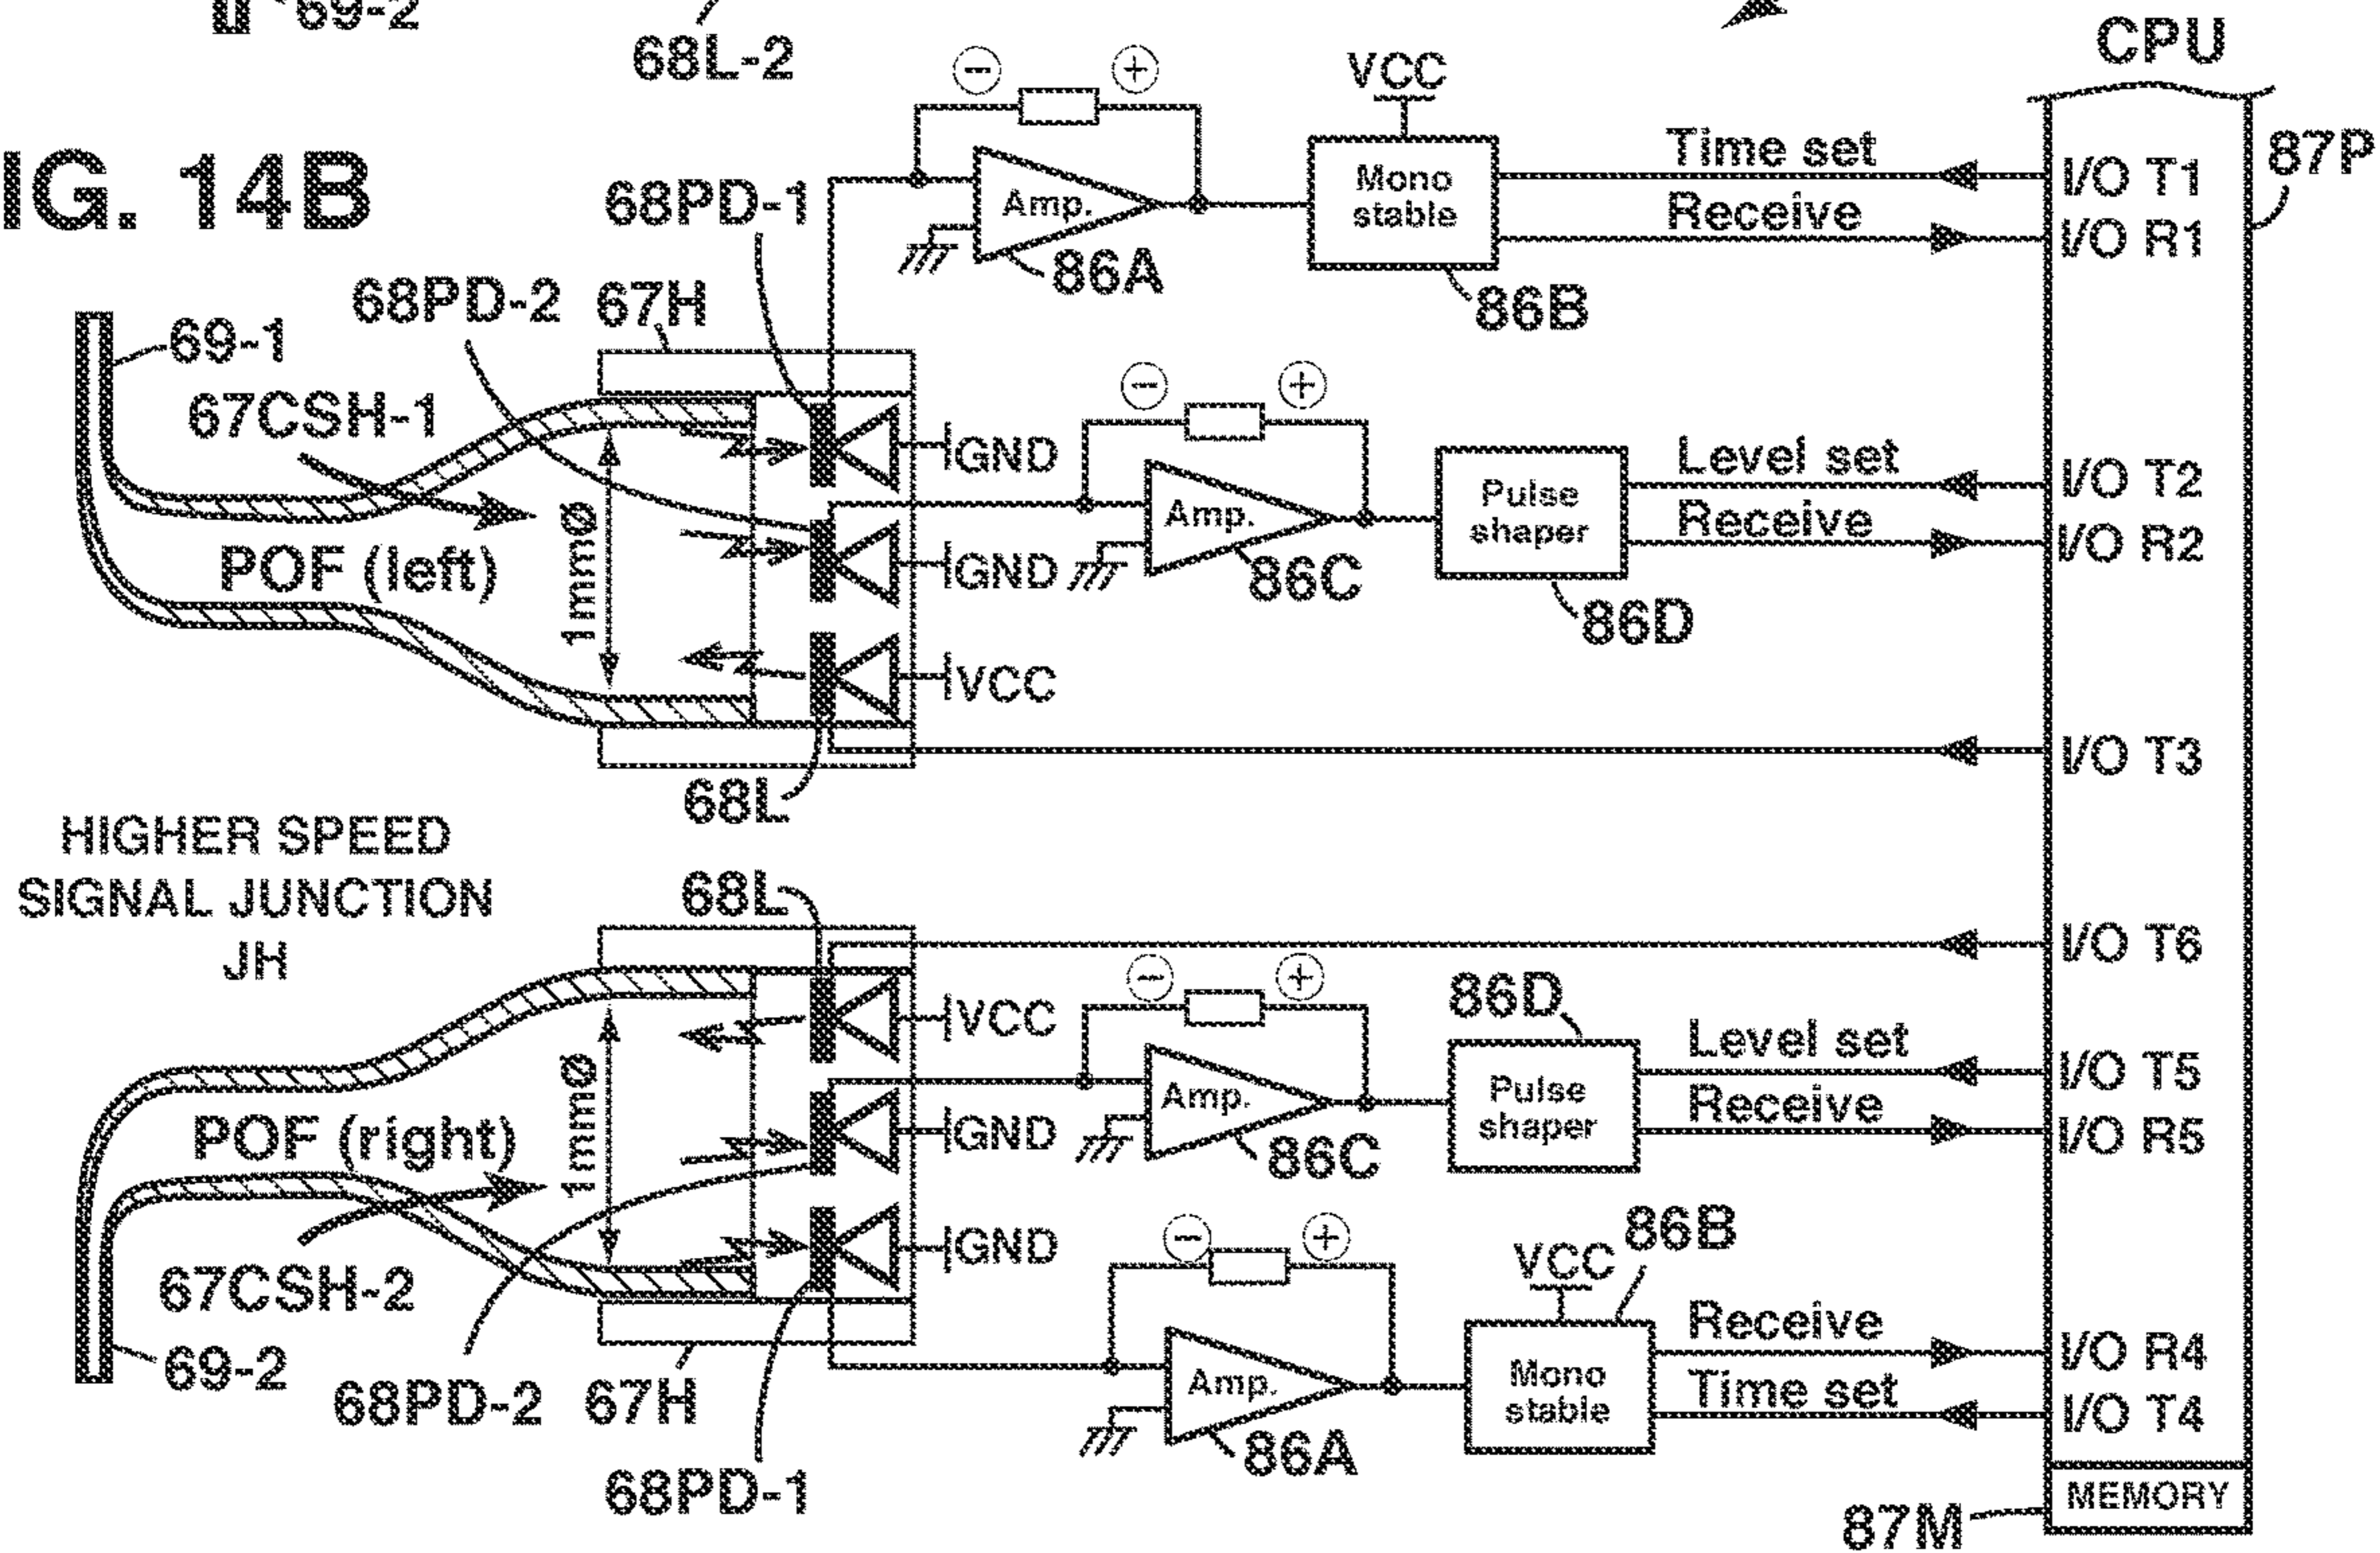 69-2
68L-2
CPU
VCC
87P
IG. 14B
− +
68PD-1
Amp.
86A
Mono
stable
86B
Time set
Receive
I/O T1
I/O R1
68PD-2
67H
69-1
67CSH-1
POF (left)
1mmØ
GND
GND
VCC
− +
Amp.
86C
Pulse
shaper
86D
Level set
Receive
I/O T2
I/O R2
I/O T3
68L
HIGHER SPEED
SIGNAL JUNCTION
JH
68L
I/O T6
VCC
GND
GND
− +
Amp.
86C
86D
Pulse
shaper
Level set
Receive
I/O T5
I/O R5
POF (right)
1mmØ
67CSH-2
69-2
68PD-2
67H
68PD-1
− +
Amp.
86A
VCC
86B
Mono
stable
Receive
Time set
I/O R4
I/O T4
MEMORY
87M